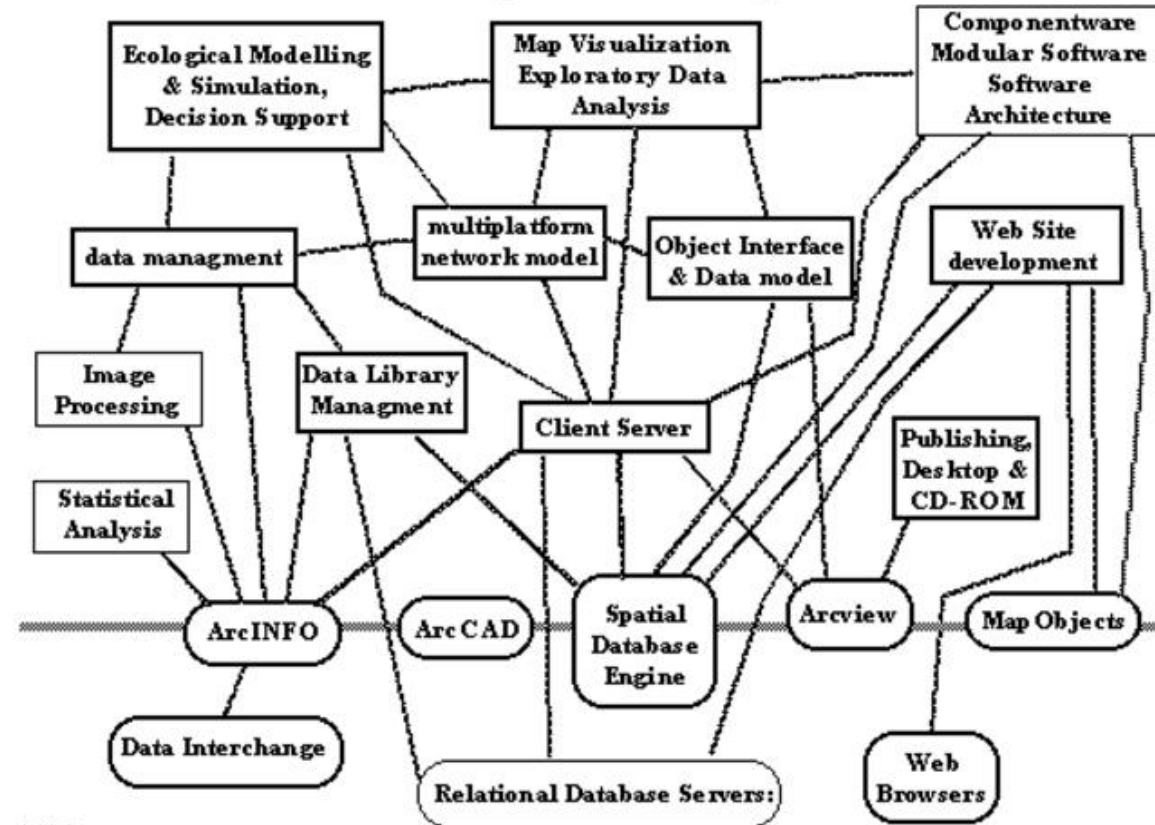 Ecological Modelling
& Simulation,
Decision Support
Map Visualization
Exploratory Data
Analysis
Componentware
Modular Software
Software
Architecture
data managment
multiplatform
network model
Object Interface
& Data model
Web Site
development
Image
Processing
Data Library
Managment
Client Server
Publishing,
Desktop &
CD-ROM
Statistical
Analysis
ArcINFO
ArcCAD
Spatial
Database
Engine
Arcview
Map Objects
Data Interchange
Relational Database Servers:
Web
Browsers